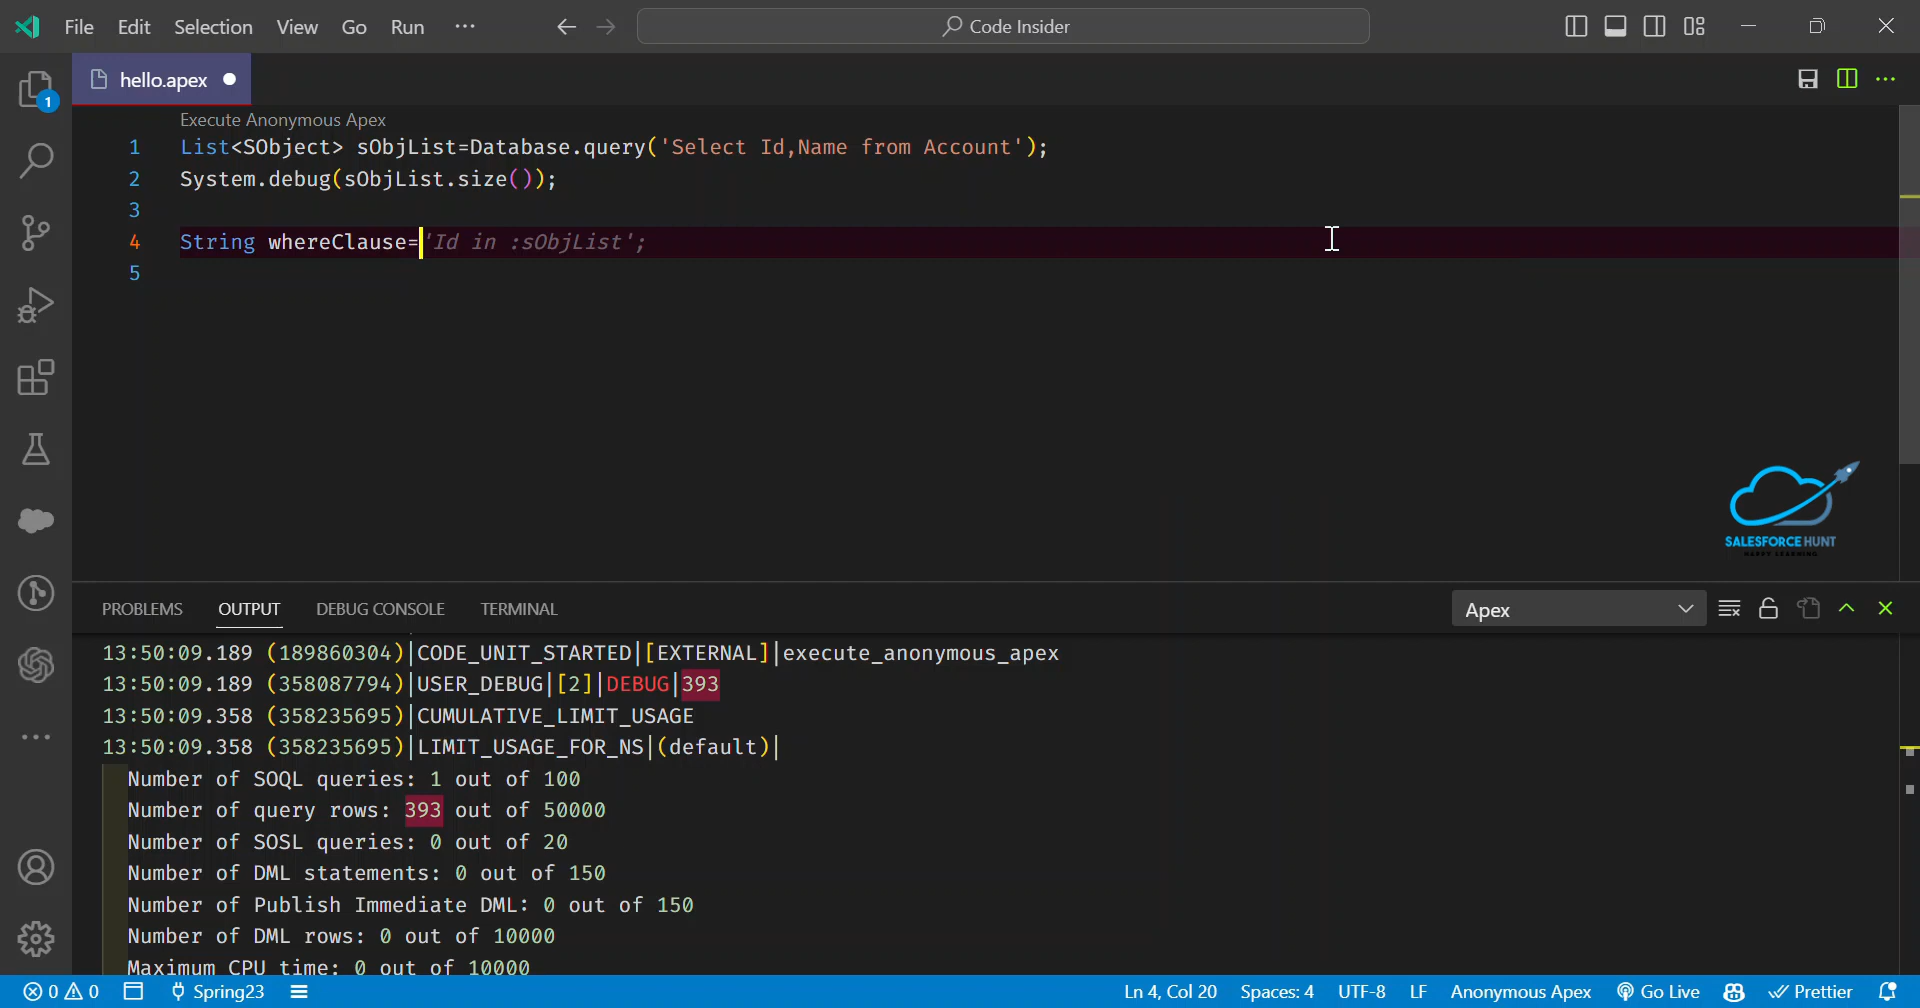 File Edit Selection View Go Run ··· Code Insider
hello.apex
1
Execute Anonymous Apex
1 List<SObject> sObjList=Database.query('Select Id,Name from Account');
2 System.debug(sObjList.size());
3
4 String whereClause='Id in :sObjList';
5
SALESFORCE HUNT
HAPPY LEARNING
PROBLEMS OUTPUT DEBUG CONSOLE TERMINAL Apex
13:50:09.189 (189860304)|CODE_UNIT_STARTED|[EXTERNAL]|execute_anonymous_apex
13:50:09.189 (358087794)|USER_DEBUG|[2]|DEBUG|393
13:50:09.358 (358235695)|CUMULATIVE_LIMIT_USAGE
13:50:09.358 (358235695)|LIMIT_USAGE_FOR_NS|(default)|
Number of SOQL queries: 1 out of 100
Number of query rows: 393 out of 50000
Number of SOSL queries: 0 out of 20
Number of DML statements: 0 out of 150
Number of Publish Immediate DML: 0 out of 150
Number of DML rows: 0 out of 10000
Maximum CPU time: 0 out of 10000
0 0 Spring23 Ln 4, Col 20 Spaces: 4 UTF-8 LF Anonymous Apex Go Live Prettier